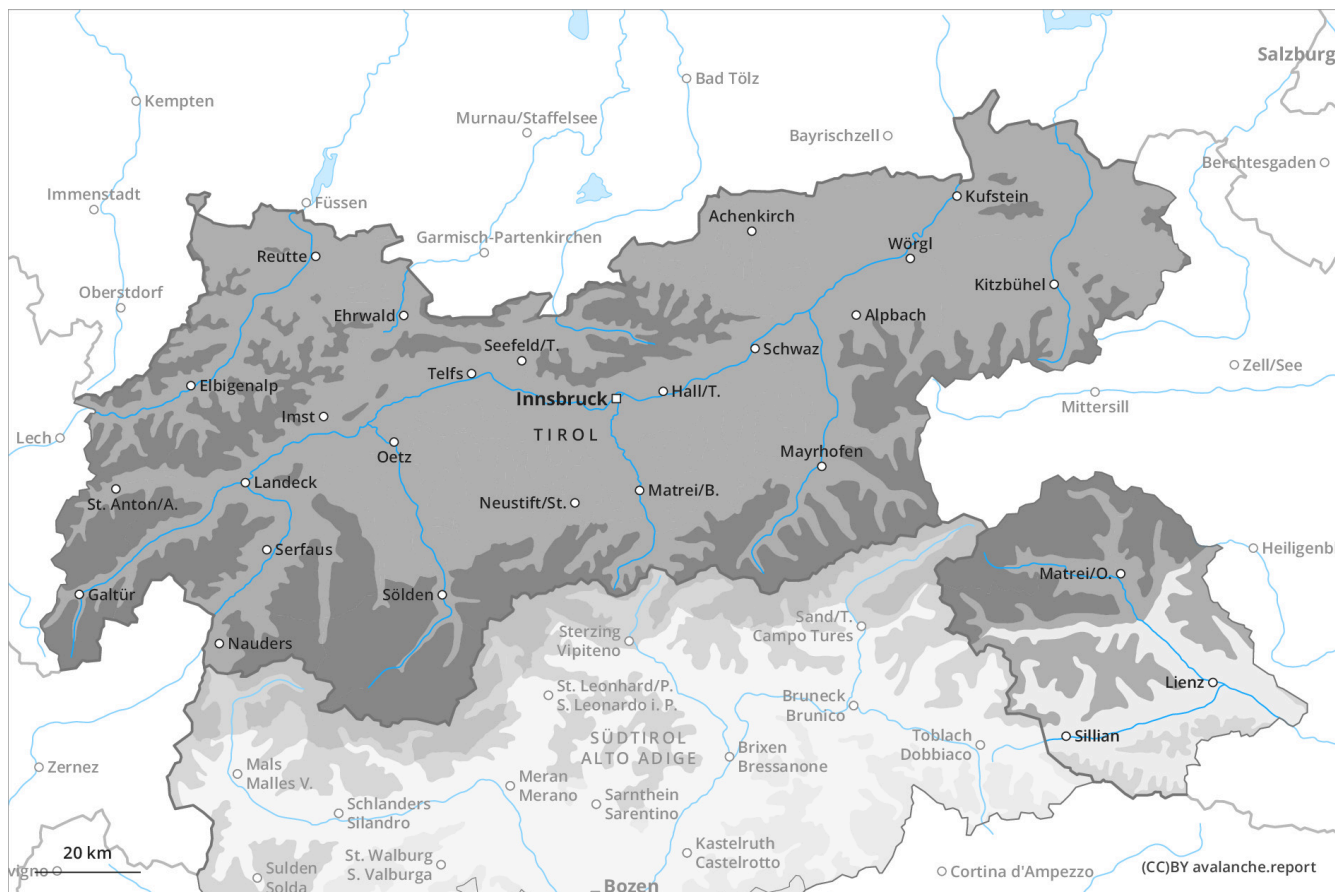 Salzburg
Bad Tölz
Kempten
Murnau/Staffelsee
Bayrischzell
Berchtesgaden
Immenstadt
Füssen
Kufstein
Achenkirch
Garmisch-Partenkirchen
Wörgl
Reutte
Kitzbühel
Oberstdorf
Ehrwald
Alpbach
Seefeld/T.
Schwaz
Zell/See
Telfs
Elbigenalp
Hall/T.
Innsbruck
Mittersill
Imst
Lech
TIROL
Oetz
Mayrhofen
Landeck
Matrei/B.
St. Anton/A.
Neustift/St.
Serfaus
Heiligenb
Matrei/O.
Galtür
Sölden
Sand/T.
Campo Tures
Sterzing
Vipiteno
Nauders
Lienz
St. Leonhard/P.
S. Leonardo i. P.
Bruneck
Brunico
SÜDTIROL
ALTO ADIGE
Toblach
Dobbiaco
Sillian
Brixen
Bressanone
Zernez
Mals
Malles V.
Meran
Merano
Schlanders
Silandro
Sarnthein
Sarentino
Kastelruth
Castelrotto
20 km
St. Walburg
S. Valburga
vigno
Sulden
Solda
Cortina d'Ampezzo
(CC)BY avalanche.report
Bozen